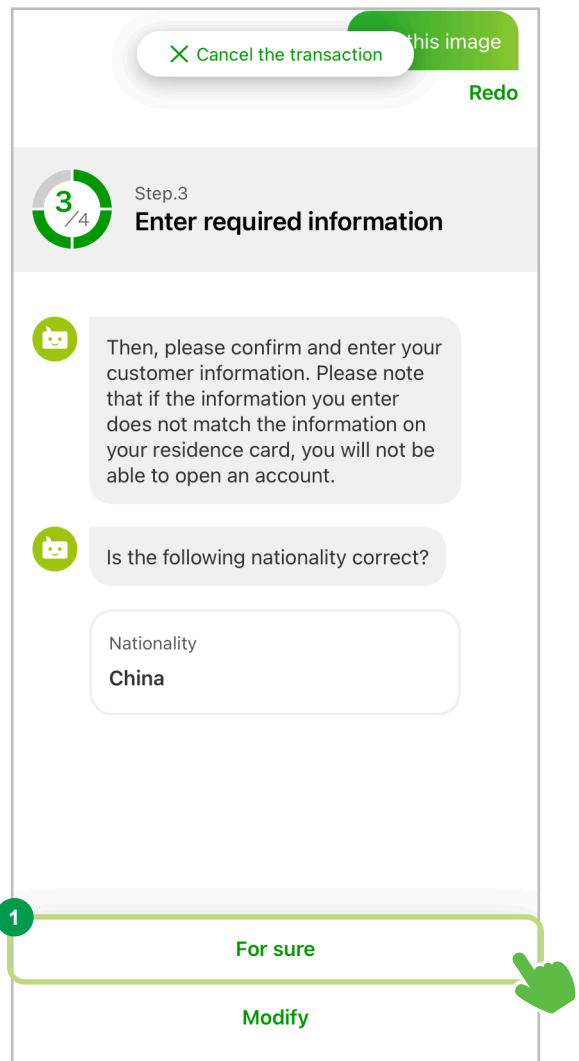 Cancel the transaction
this image
Redo
3/4
Step.3
Enter required information
Then, please confirm and enter your
customer information. Please note
that if the information you enter
does not match the information on
your residence card, you will not be
able to open an account.
Is the following nationality correct?
Nationality
China
1
For sure
Modify